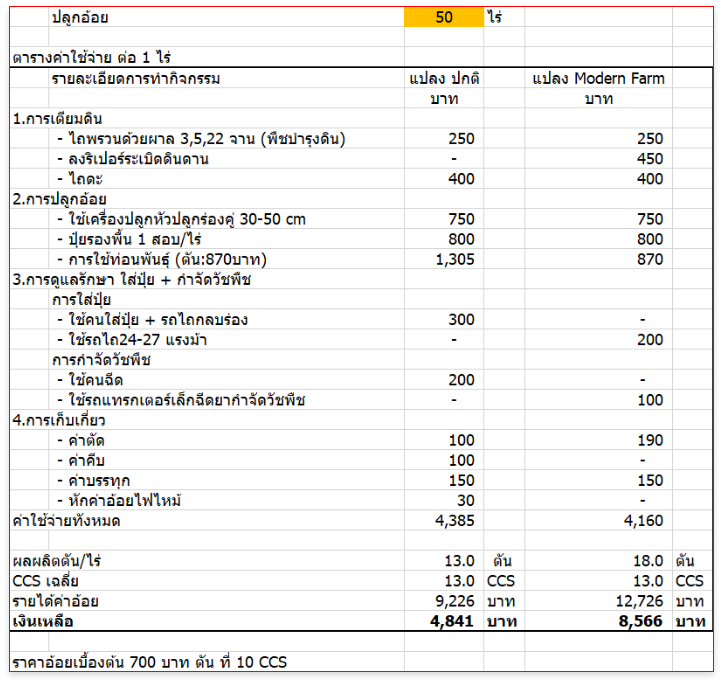 ปลูกอ้อย 50 ไร่
ตารางค่าใช้จ่าย ต่อ 1 ไร่
รายละเอียดการทำกิจกรรม แปลง ปกติ แปลง Modern Farm
บาท บาท
1.การเตียมดิน
- ไถพรวนด้วยผาล 3,5,22 จาน (พืชบำรุงดิน) 250 250
- ลงริเปอร์ระเบิดดินดาน - 450
- ไถดะ 400 400
2.การปลูกอ้อย
- ใช้เครื่องปลูกหัวปลูกร่องคู่ 30-50 cm 750 750
- ปุ๋ยรองพื้น 1 สอบ/ไร่ 800 800
- การใช้ท่อนพันธุ์ (ตัน:870บาท) 1,305 870
3.การดูแลรักษา ใส่ปุ๋ย + กำจัดวัชพืช
การใส่ปุ๋ย
- ใช้คนใส่ปุ๋ย + รถไถกลบร่อง 300 -
- ใช้รถไถ24-27 แรงม้า - 200
การกำจัดวัชพืช
- ใช้คนฉีด 200 -
- ใช้รถแทรกเตอร์เล็กฉีดยากำจัดวัชพืช - 100
4.การเก็บเกี่ยว
- ค่าตัด 100 190
- ค่าคีบ 100 -
- ค่าบรรทุก 150 150
- หักค่าอ้อยไฟไหม้ 30 -
ค่าใช้จ่ายทั้งหมด 4,385 4,160
ผลผลิตตัน/ไร่ 13.0 ตัน 18.0 ตัน
CCS เฉลี่ย 13.0 CCS 13.0 CCS
รายได้ค่าอ้อย 9,226 บาท 12,726 บาท
เงินเหลือ 4,841 บาท 8,566 บาท
ราคาอ้อยเบื้องต้น 700 บาท ตัน ที่ 10 CCS